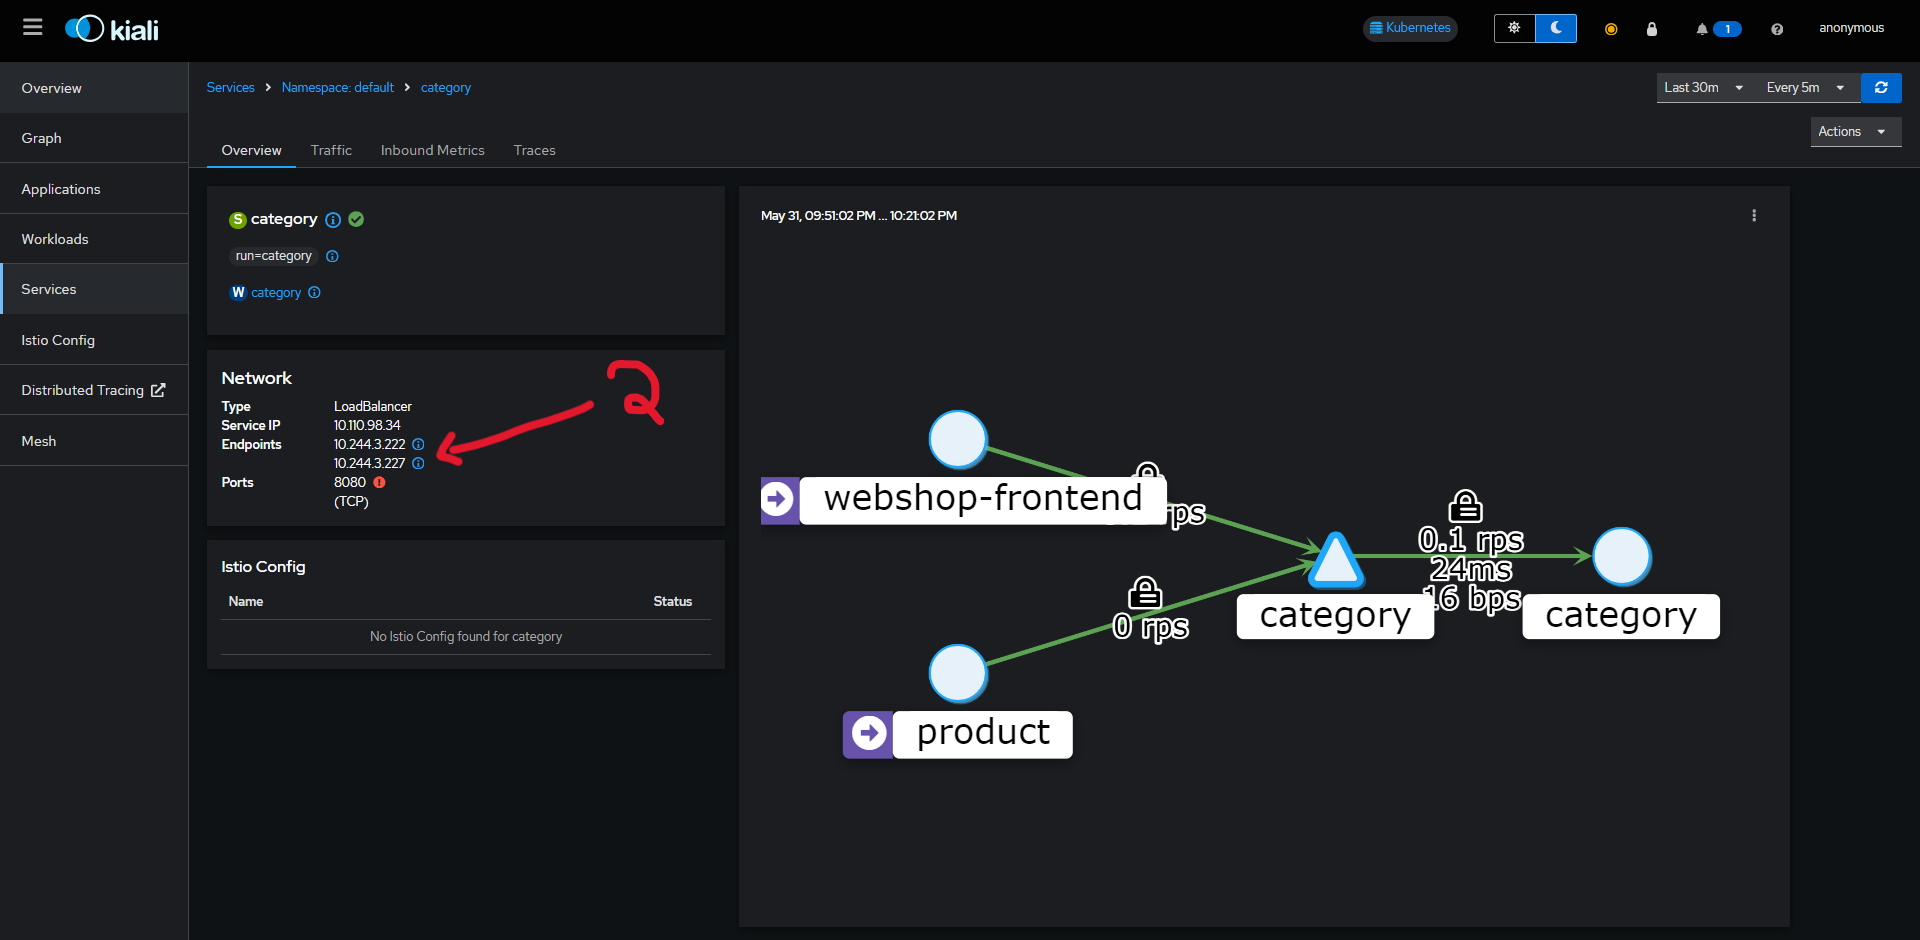 kiali
Kubernetes
1
anonymous
Overview
Graph
Applications
Workloads
Services
Istio Config
Distributed Tracing
Mesh
Services > Namespace: default > category
Last 30m
Every 5m
Actions
Overview Traffic Inbound Metrics Traces
S category
run=category
W category
Network
2
Type LoadBalancer
Service IP 10.110.98.34
Endpoints 10.244.3.222
10.244.3.227
Ports 8080
(TCP)
Istio Config
Name Status
No Istio Config found for category
May 31, 09:51:02 PM ... 10:21:02 PM
webshop-frontend
rps
0.1 rps
24ms
16 bps
0 rps
category
category
product